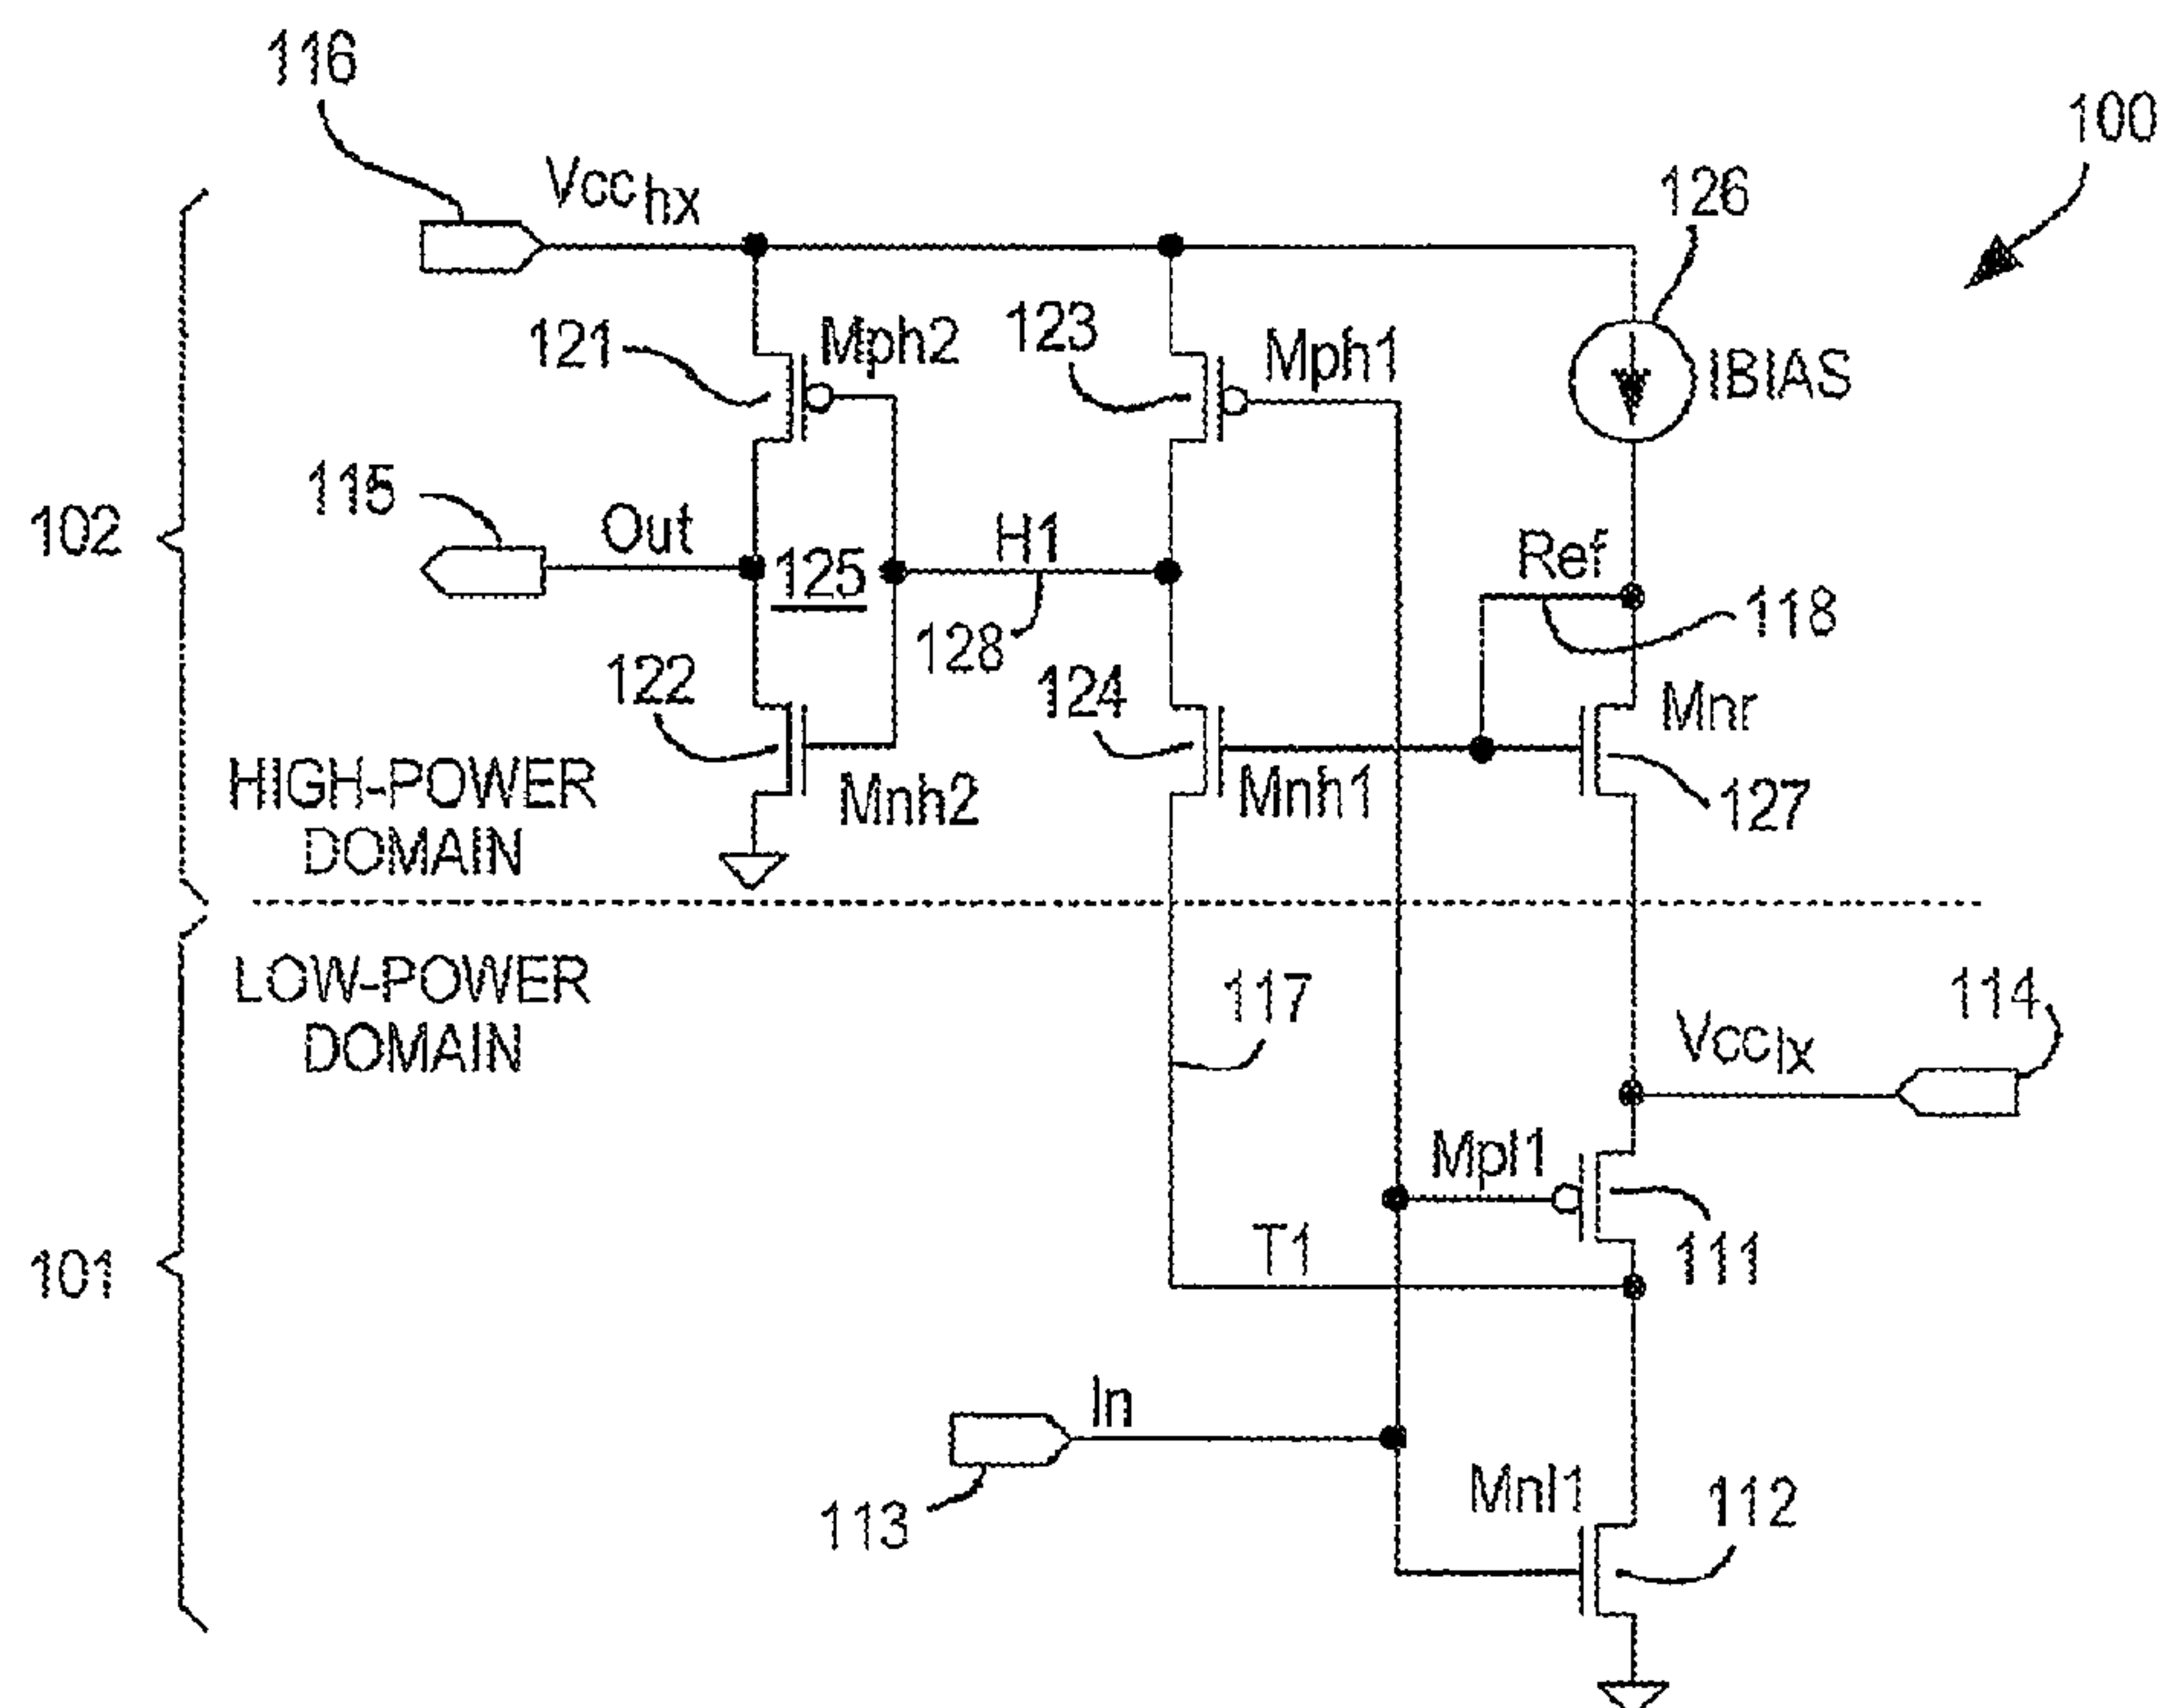 116
100
Vcchx
126
121
Mph2
123
Mph1
IBIAS
115
102
Out
125
H1
Ref
118
128
122
124
Mnr
HIGH-POWER
DOMAIN
Mnh2
Mnh1
127
LOW-POWER
DOMAIN
117
114
Vcclx
Mpl1
101
T1
111
In
113
Mnl1
112